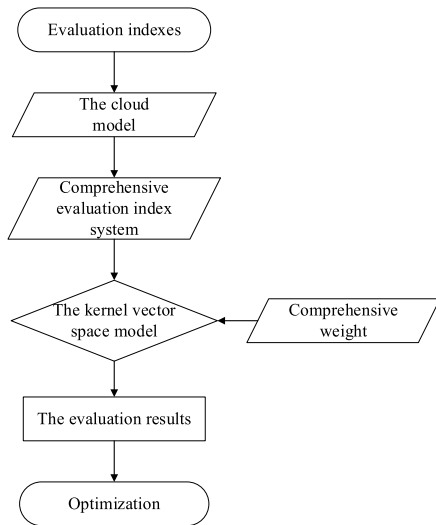 Evaluation indexes
The cloud
model
Comprehensive
evaluation index
system
The kernel vector
space model
Comprehensive
weight
The evaluation results
Optimization